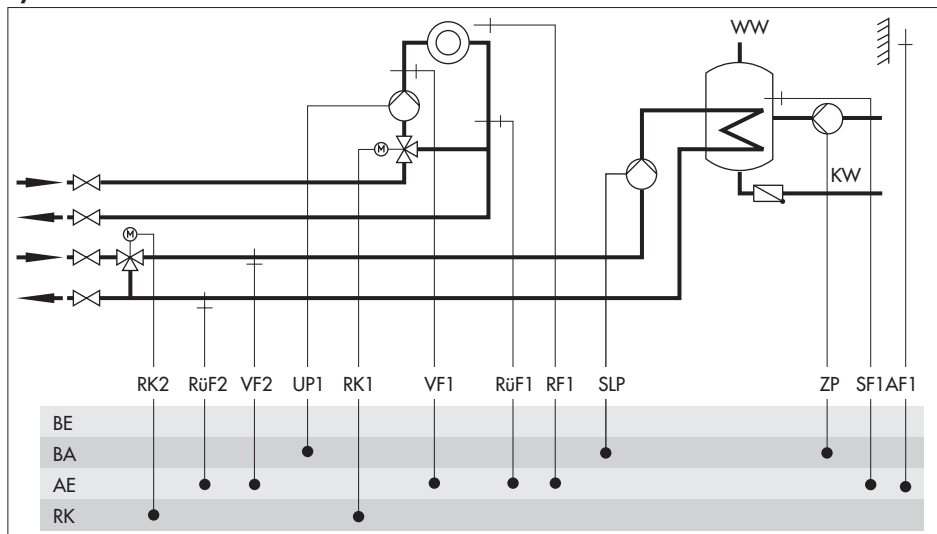 WW
M
KW
M
RK2 RüF2 VF2 UP1 RK1 VF1 RüF1 RF1 SLP ZP SF1 AF1
BE
BA
AE
RK